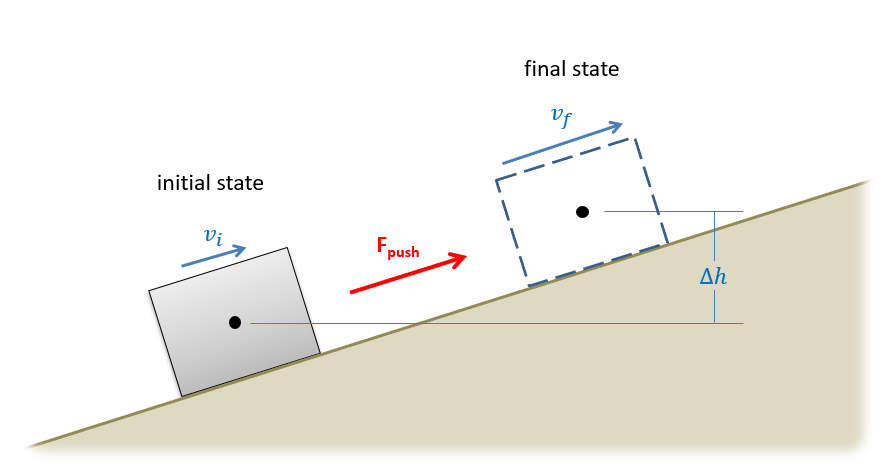 final state
v_f
initial state
v_i
F_push
Δh